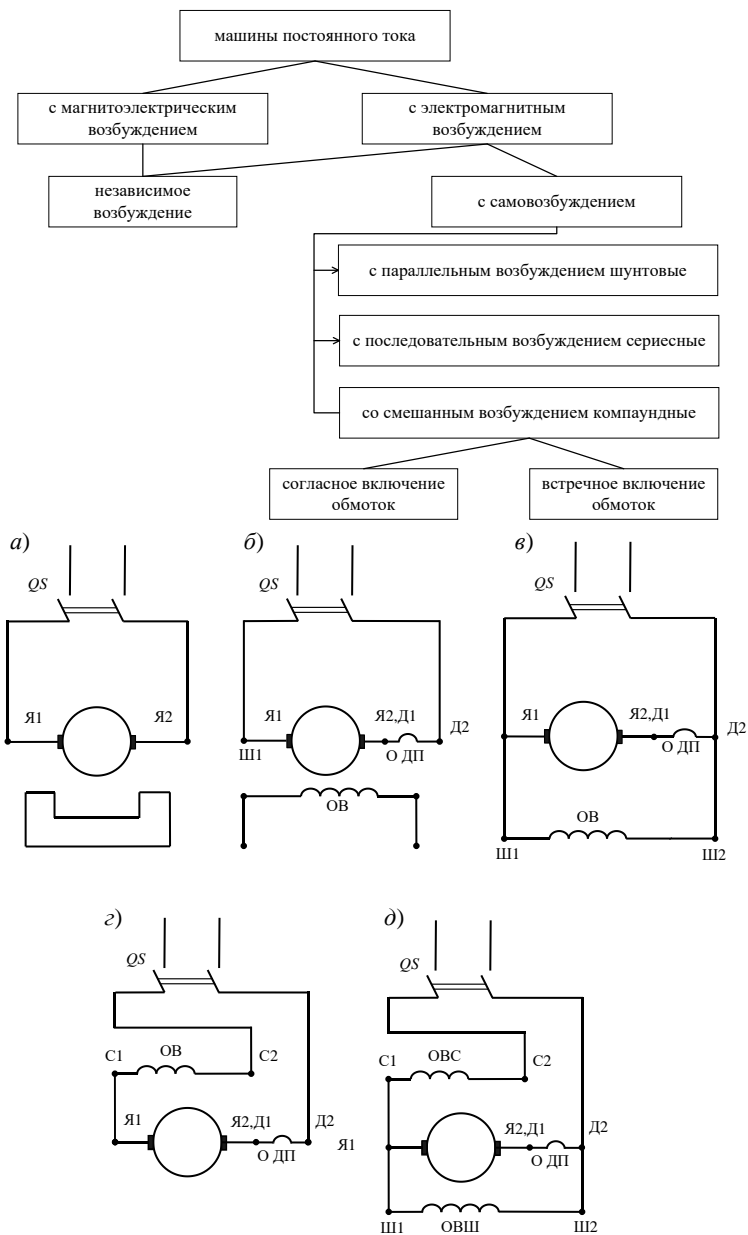 машины постоянного тока
с магнитоэлектрическим
возбуждением
с электромагнитным
возбуждением
независимое
возбуждение
с самовозбуждением
с параллельным возбуждением шунтовые
с последовательным возбуждением сериесные
со смешанным возбуждением компаундные
согласное включение
обмоток
встречное включение
обмоток
а)
QS
Я1
Я2
б)
QS
Я1
Я2,Д1
Д2
Ш1
О ДП
ОВ
в)
QS
Я1
Я2,Д1
Д2
О ДП
ОВ
Ш1
Ш2
г)
QS
С1
ОВ
С2
Я1
Я2,Д1
Д2
О ДП
Я1
д)
QS
С1
ОВС
С2
Я2,Д1
Д2
О ДП
Ш1
ОВШ
Ш2